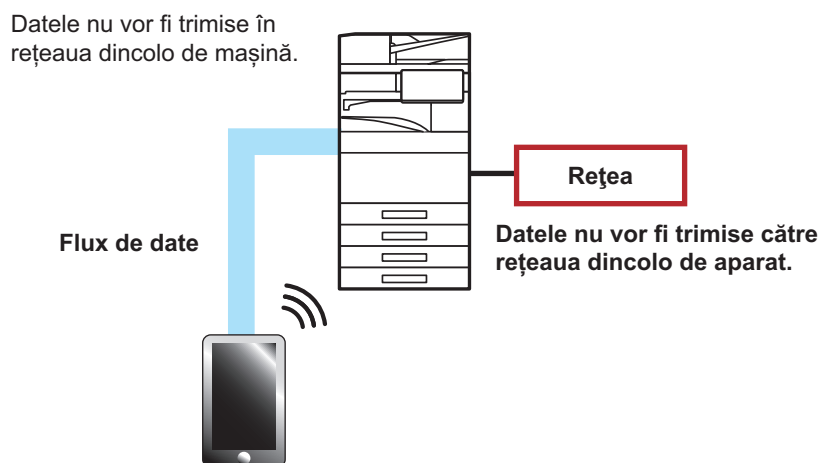 Datele nu vor fi trimise în
rețeaua dincolo de mașină.
Reţea
Flux de date
Datele nu vor fi trimise către
rețeaua dincolo de aparat.